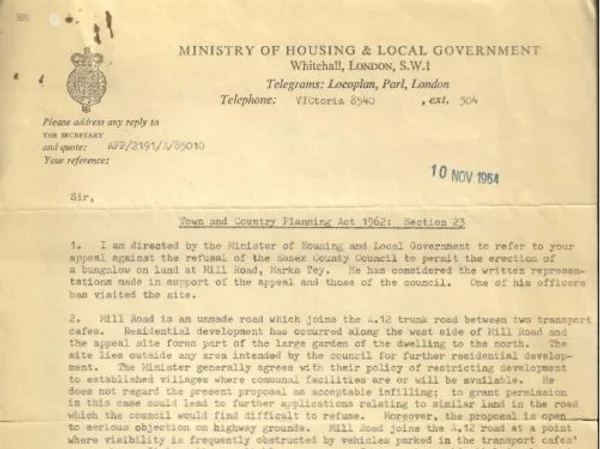 MINISTRY OF HOUSING & LOCAL GOVERNMENT
Whitehall, LONDON, S.W.1
Telegrams: Locoplan, Parl, London
Telephone: VICtoria 8540 , ext. 504
Please address any reply to
THE SECRETARY
and quote: APP/2191/A/85010
Your reference:
10 NOV 1964
Sir,
Town and Country Planning Act 1962: Section 23
1. I am directed by the Minister of Housing and Local Government to refer to your
appeal against the refusal of the Essex County Council to permit the erection of
a bungalow on land at Mill Road, Marks Tey. He has considered the written represen-
tations made in support of the appeal and those of the council. One of his officers
has visited the site.
2. Mill Road is an unmade road which joins the A.12 trunk road between two transport
cafes. Residential development has occurred along the west side of Mill Road and
the appeal site forms part of the large garden of the dwelling to the north. The
site lies outside any area intended by the council for further residential develop-
ment. The Minister generally agrees with their policy of restricting development
to established villages where communal facilities are or will be available. He
does not regard the present proposal as acceptable infilling; to grant permission
in this case could lead to further applications relating to similar land in the road
which the council would find difficult to refuse. Moreover, the proposal is open
to serious objection on highway grounds. Mill Road joins the A.12 road at a point
where visibility is frequently obstructed by vehicles parked in the transport cafes'